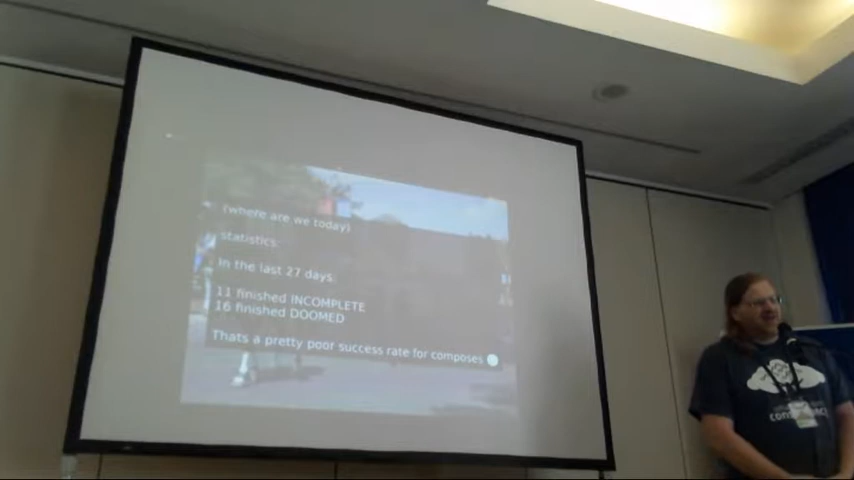 (where are we today)
statistics:
In the last 27 days:
11 finished INCOMPLETE
16 finished DOOMED
Thats a pretty poor success rate for composes